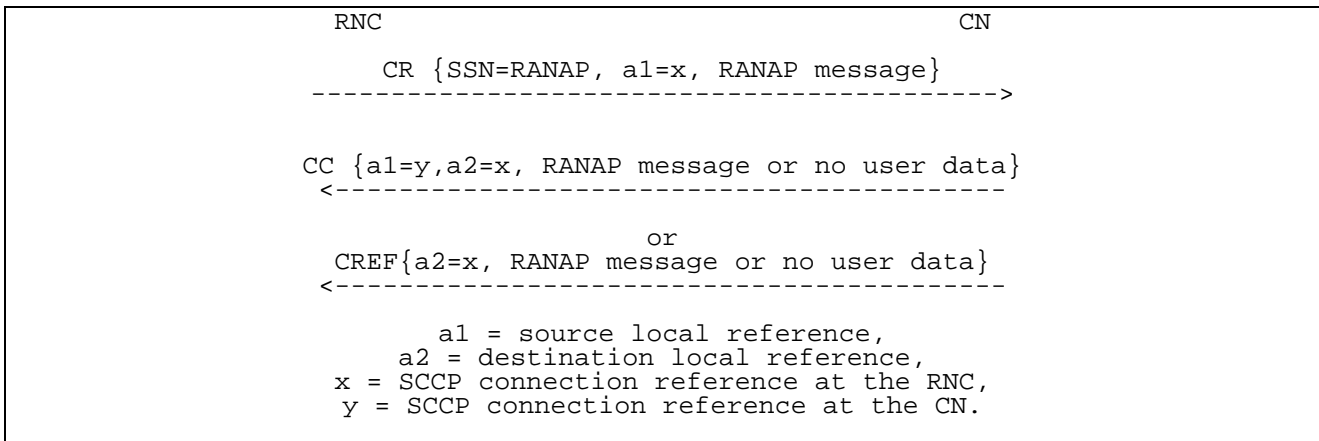 RNC CN
CR {SSN=RANAP, a1=x, RANAP message}
------------------------------------------->
CC {a1=y,a2=x, RANAP message or no user data}
<------------------------------------------
or
CREF{a2=x, RANAP message or no user data}
<------------------------------------------
a1 = source local reference,
a2 = destination local reference,
x = SCCP connection reference at the RNC,
y = SCCP connection reference at the CN.